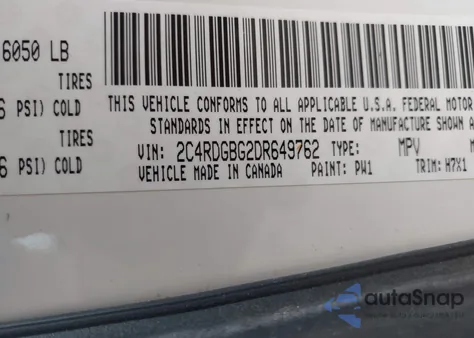 6050 LB
TIRES
PSI) COLD
THIS VEHICLE CONFORMS TO ALL APPLICABLE U.S.A. FEDERAL MOTOR
STANDARDS IN EFFECT ON THE DATE OF MANUFACTURE SHOWN A
TIRES
VIN: 2C4RDGBG2DR649762 TYPE: MPV
PSI) COLD
VEHICLE MADE IN CANADA PAINT: PW1 TRIM: H7X1
autoSnap